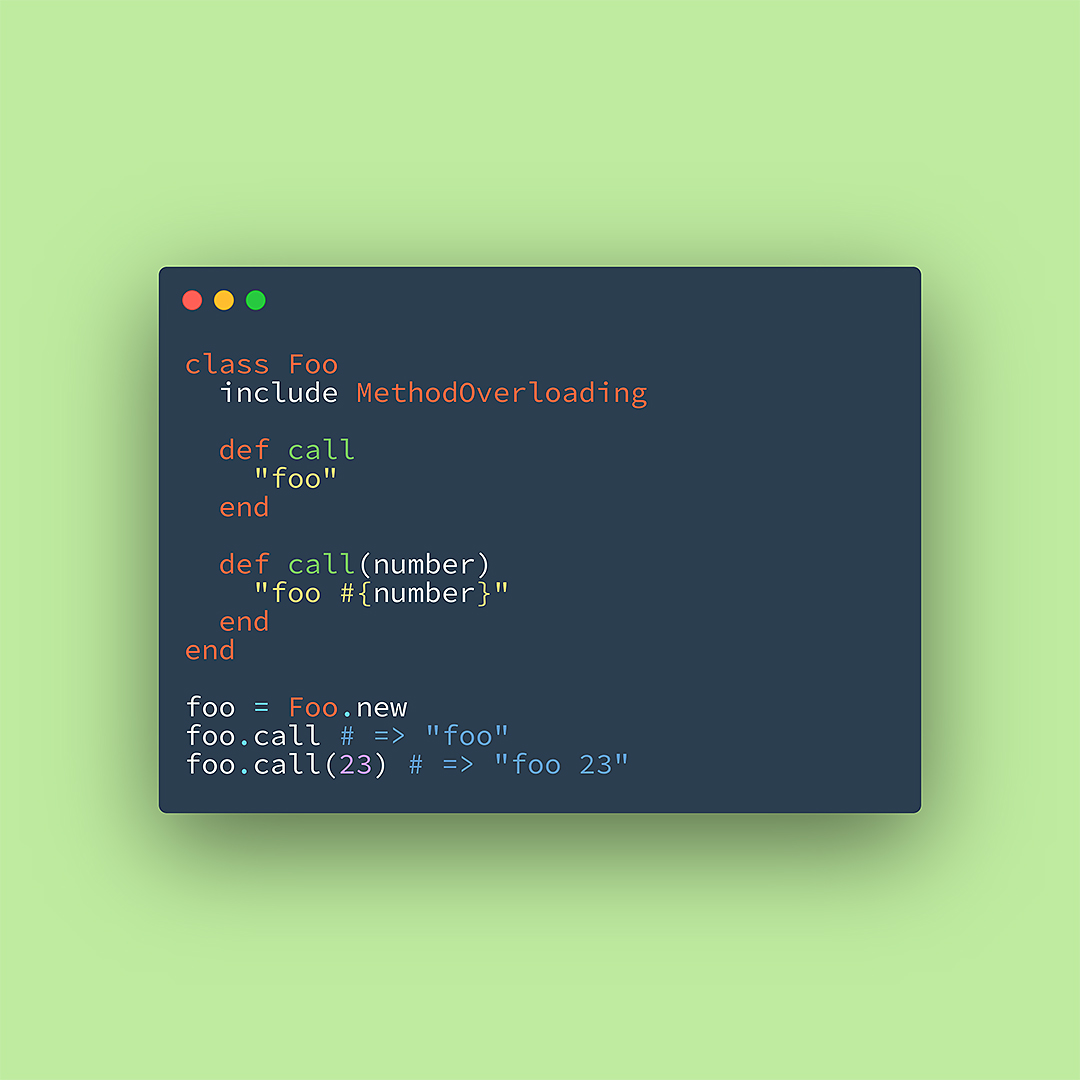 class Foo
  include MethodOverloading
  def call
    "foo"
  end
  def call(number)
    "foo #{number}"
  end
end
foo = Foo.new
foo.call # => "foo"
foo.call(23) # => "foo 23"